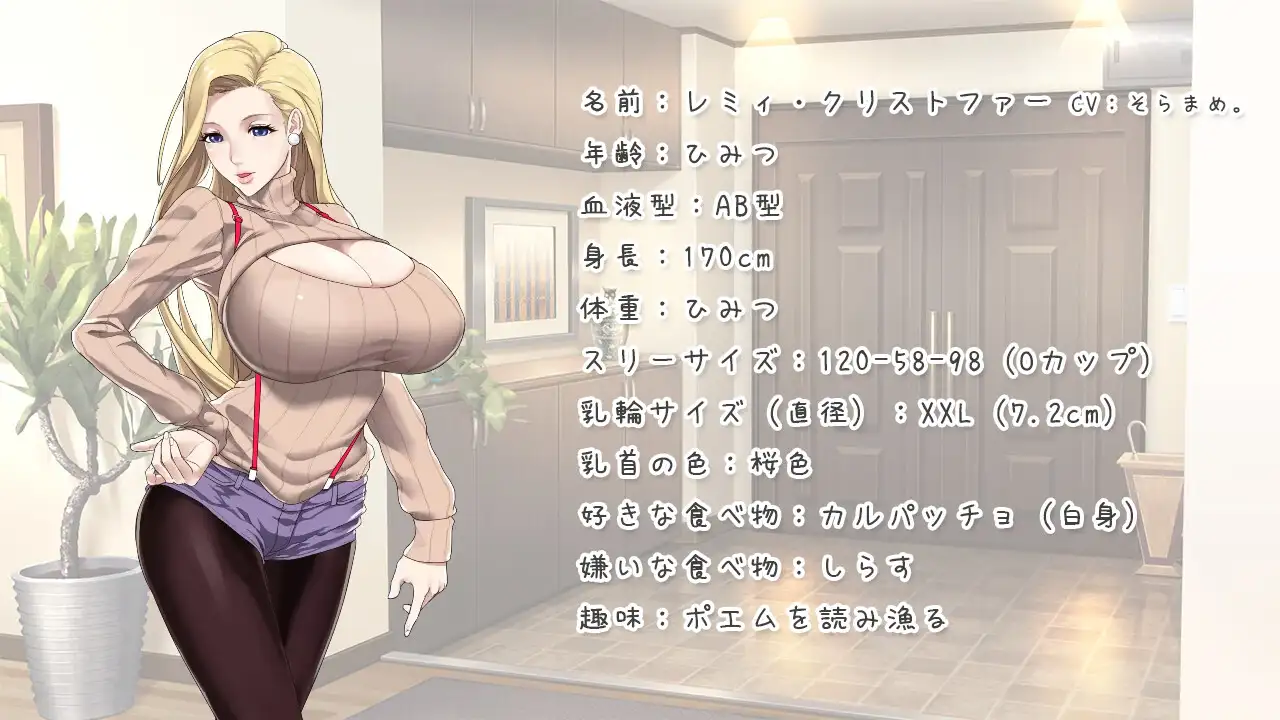 名前：レミィ・クリストファー CV：そらまめ。
年齢：ひみつ
血液型：AB型
身長：170cm
体重：ひみつ
スリーサイズ：120-58-98（Oカップ）
乳輪サイズ（直径）：XXL（7.2cm）
乳首の色：桜色
好きな食べ物：カルパッチョ（白身）
嫌いな食べ物：しらす
趣味：ポエムを読み漁る